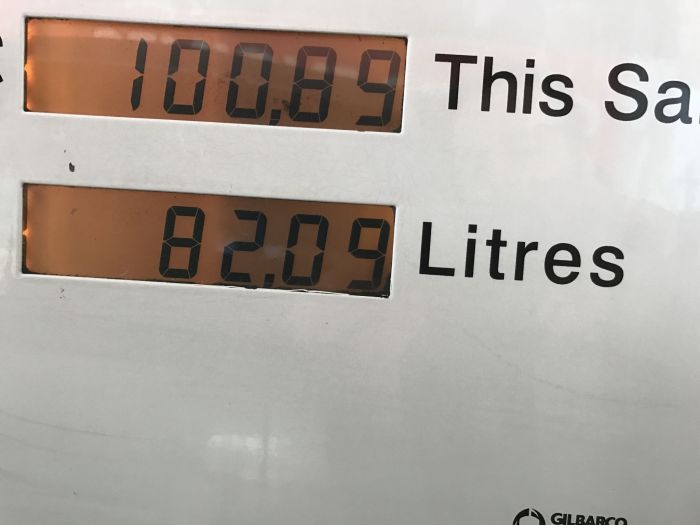 100.89 This Sa
82.09 Litres
GILBARCO